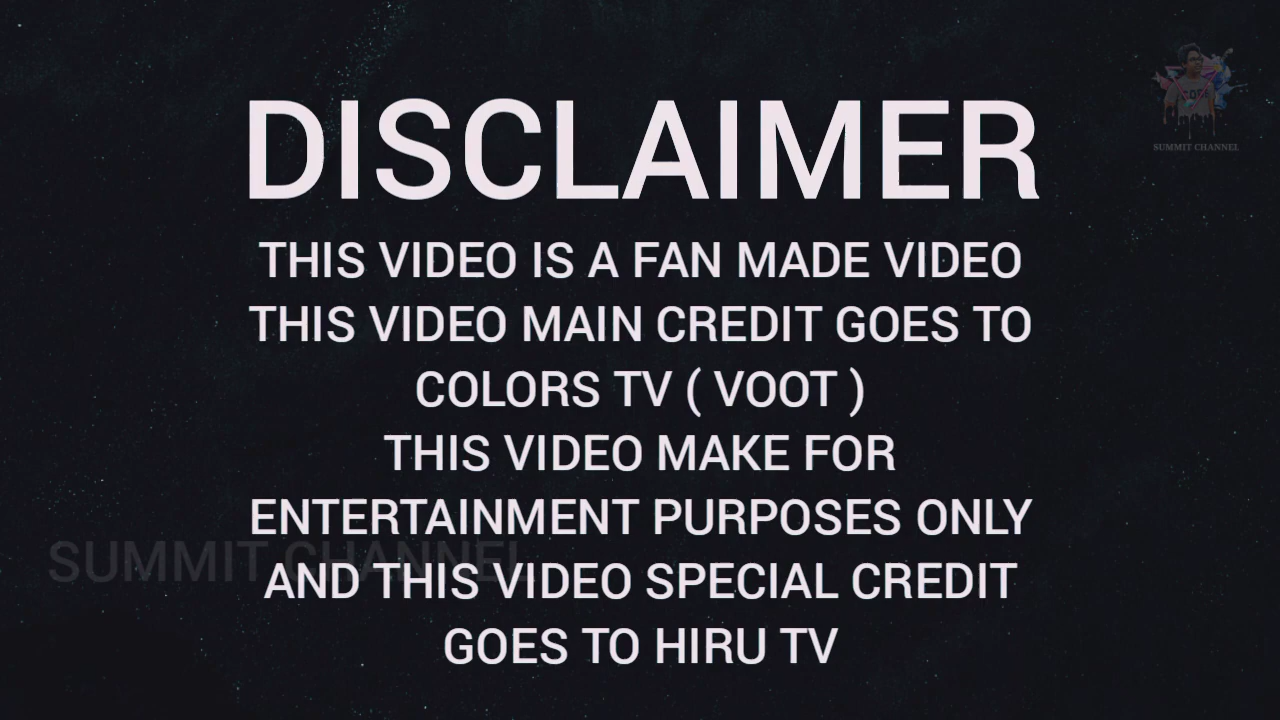 SUMMIT CHANNEL
DISCLAIMER
THIS VIDEO IS A FAN MADE VIDEO
THIS VIDEO MAIN CREDIT GOES TO
COLORS TV ( VOOT )
THIS VIDEO MAKE FOR
ENTERTAINMENT PURPOSES ONLY
SUMMIT CHANNEL
AND THIS VIDEO SPECIAL CREDIT
GOES TO HIRU TV